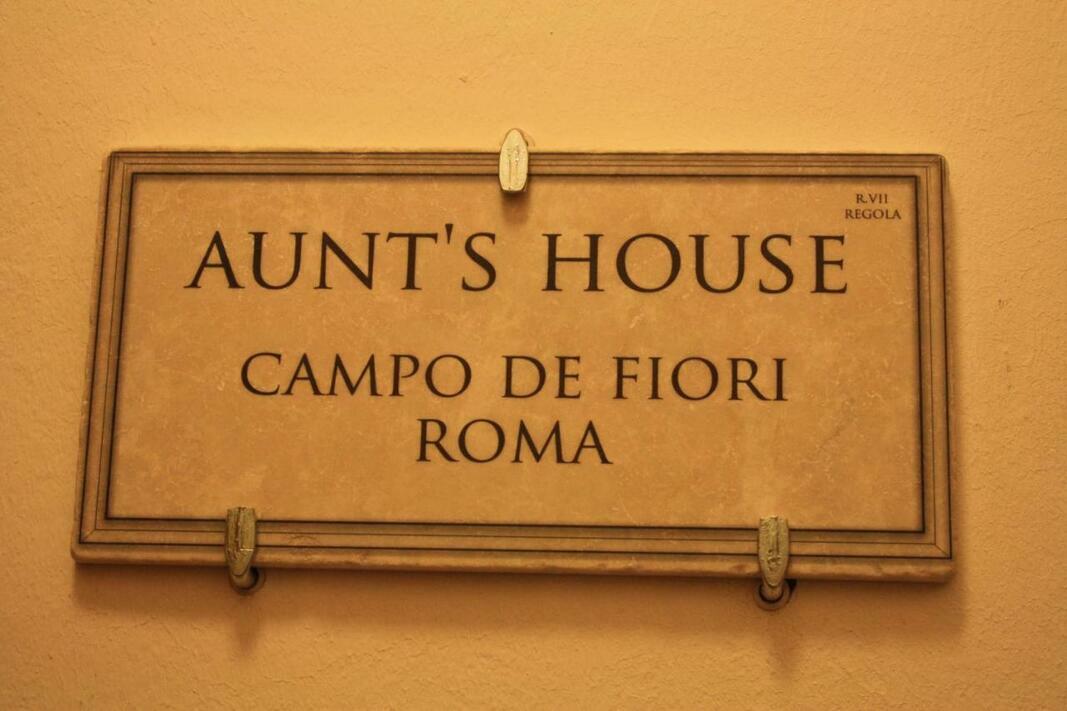 R.VII
REGOLA
AUNT'S HOUSE
CAMPO DE FIORI
ROMA